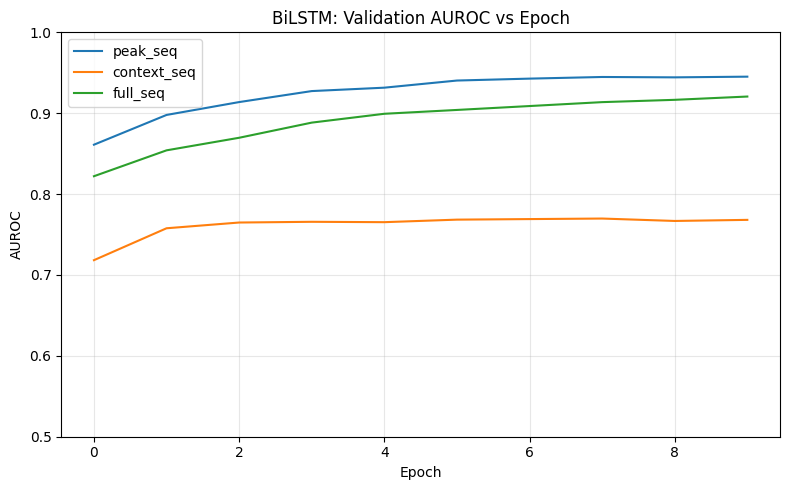 BiLSTM: Validation AUROC vs Epoch
peak_seq
context_seq
full_seq
AUROC
1.0
0.9
0.8
0.7
0.6
0.5
0 2 4 6 8
Epoch